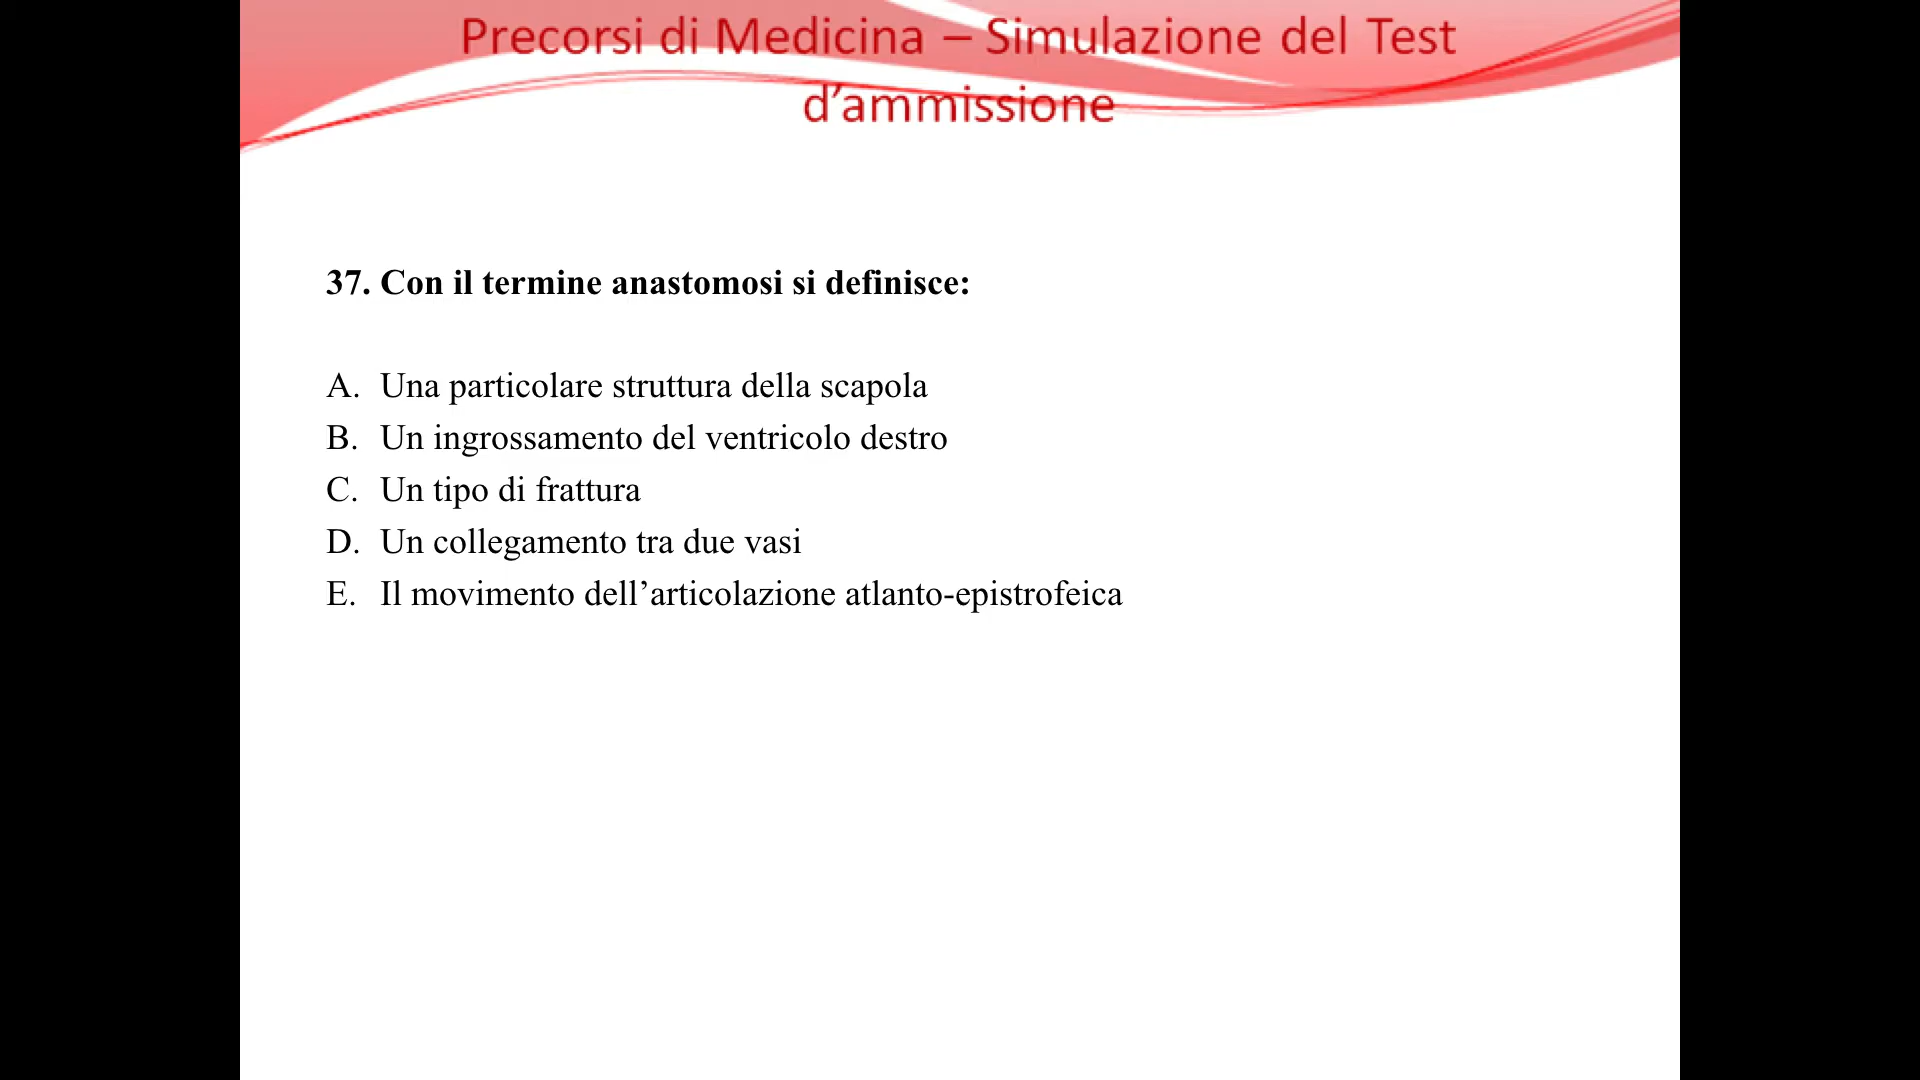 Precorsi di Medicina – Simulazione del Test
d’ammissione
37. Con il termine anastomosi si definisce:
A. Una particolare struttura della scapola
B. Un ingrossamento del ventricolo destro
C. Un tipo di frattura
D. Un collegamento tra due vasi
E. Il movimento dell’articolazione atlanto-epistrofeica